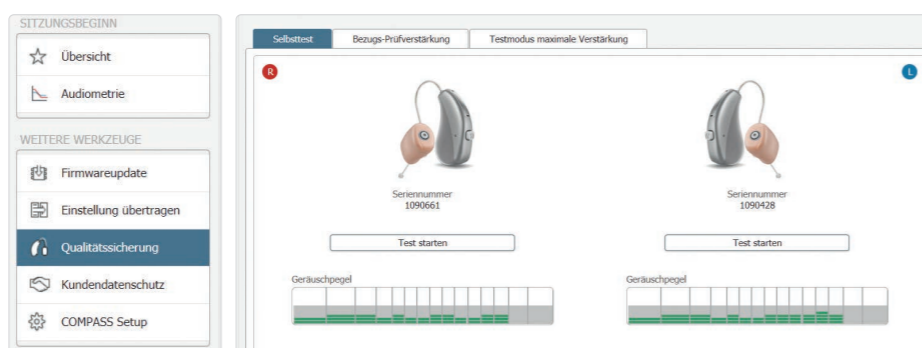 SITZUNGSBEGINN
Übersicht
Audiometrie
WEITERE WERKZEUGE
Firmwareupdate
Einstellung übertragen
Qualitätssicherung
Kundendatenschutz
COMPASS Setup
Selbsttest Bezugs-Prüfverstärkung Testmodus maximale Verstärkung
R L
Seriennummer Seriennummer
1090661 1090428
Test starten Test starten
Geräuschpegel Geräuschpegel